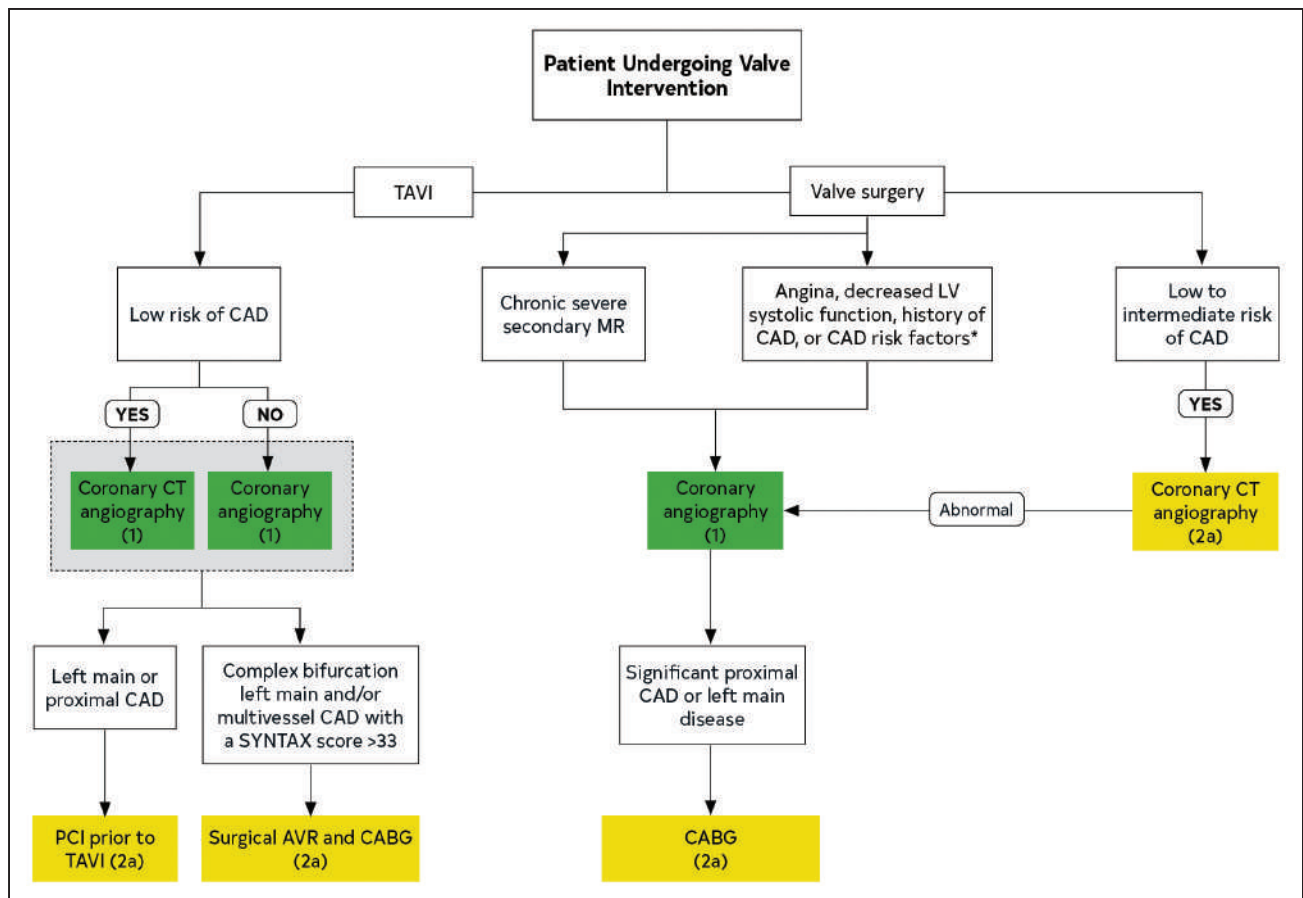 Patient Undergoing Valve
Intervention
TAVI
Valve surgery
Low risk of CAD
Chronic severe
secondary MR
Angina, decreased LV
systolic function, history of
CAD, or CAD risk factors*
Low to
intermediate risk
of CAD
YES
NO
YES
Coronary CT
angiography
(1)
Coronary
angiography
(1)
Coronary
angiography
(1)
Abnormal
Coronary CT
angiography
(2a)
Left main or
proximal CAD
Complex bifurcation
left main and/or
multivessel CAD with
a SYNTAX score >33
Significant proximal
CAD or left main
disease
PCI prior to
TAVI (2a)
Surgical AVR and CABG
(2a)
CABG
(2a)